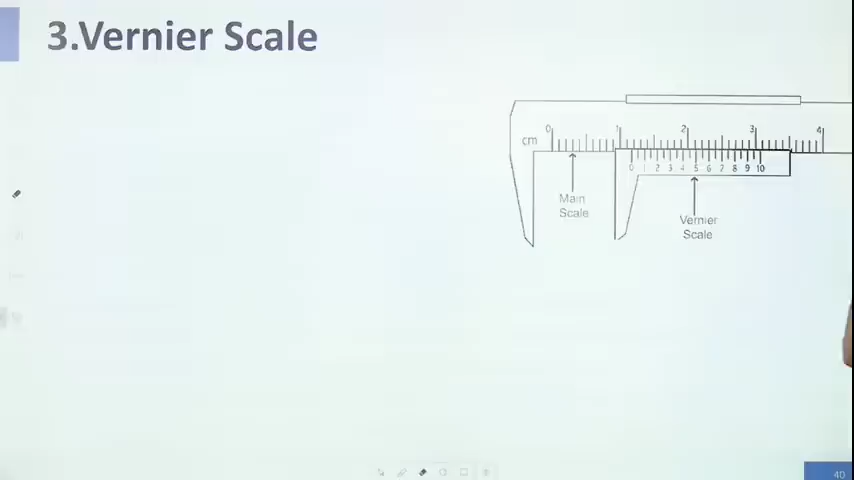 3.Vernier Scale
0 1 2 3 4
cm
0 1 2 3 4 5 6 7 8 9 10
Main
Scale
Vernier
Scale
40